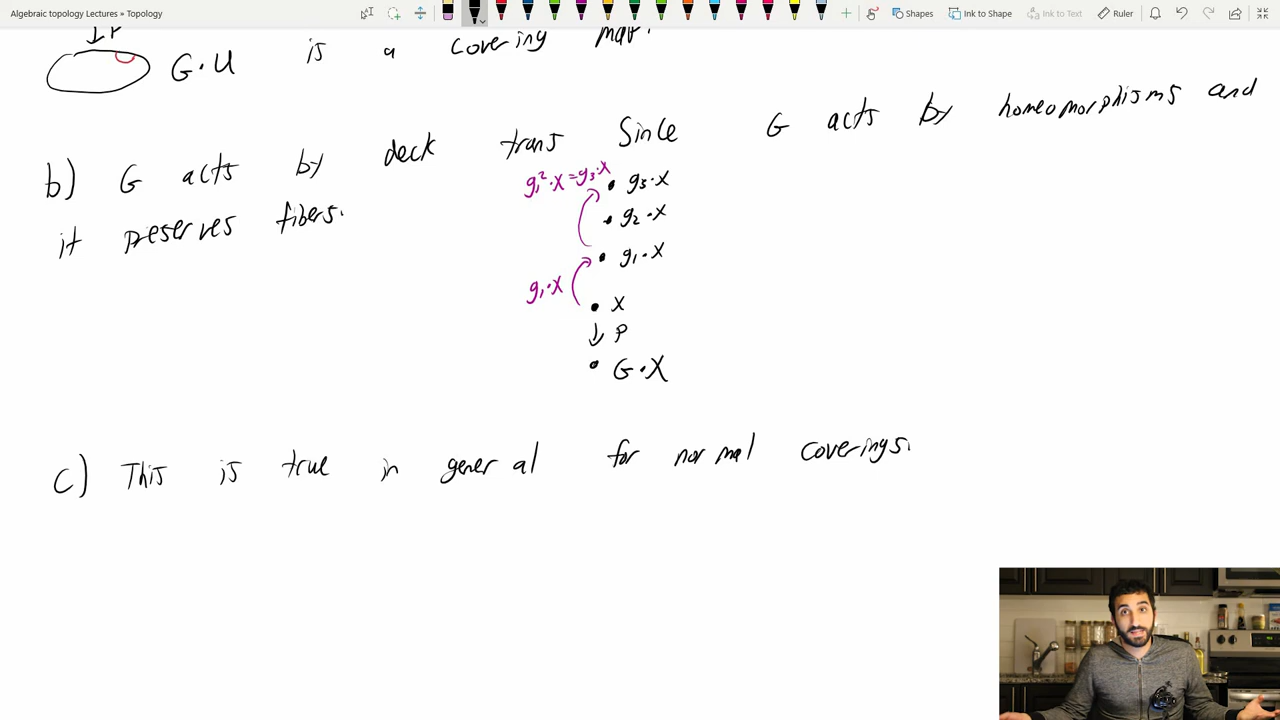 Algebraic topology Lectures » Topology
Shapes
Ink to Shape
Ink to Text
Ruler
↓P
G·U is a covering map.
b) G acts by deck trans Since G acts by homeomorphisms and
it preserves fibers.
g₁²·X=g₃·X
g₃·X
g₂·X
g₁·X
g₁·X
X
↓ P
G·X
c) This is true in general for normal coverings.